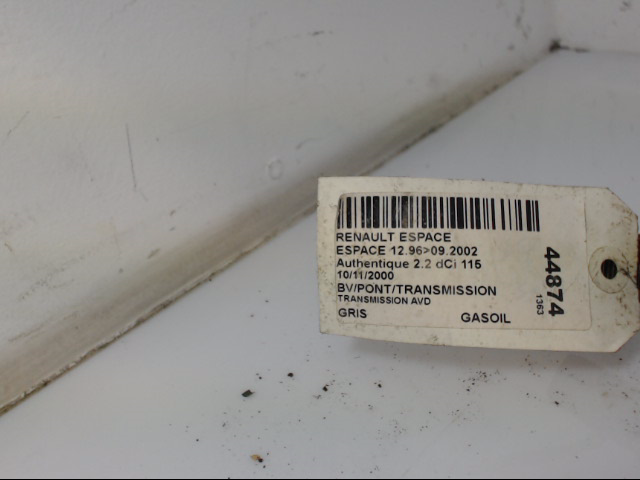 RENAULT ESPACE
ESPACE 12.96>09.2002
Authentique 2.2 dCi 115
10/11/2000
BV/PONT/TRANSMISSION
TRANSMISSION AVD
GRIS GASOIL
44874
1363